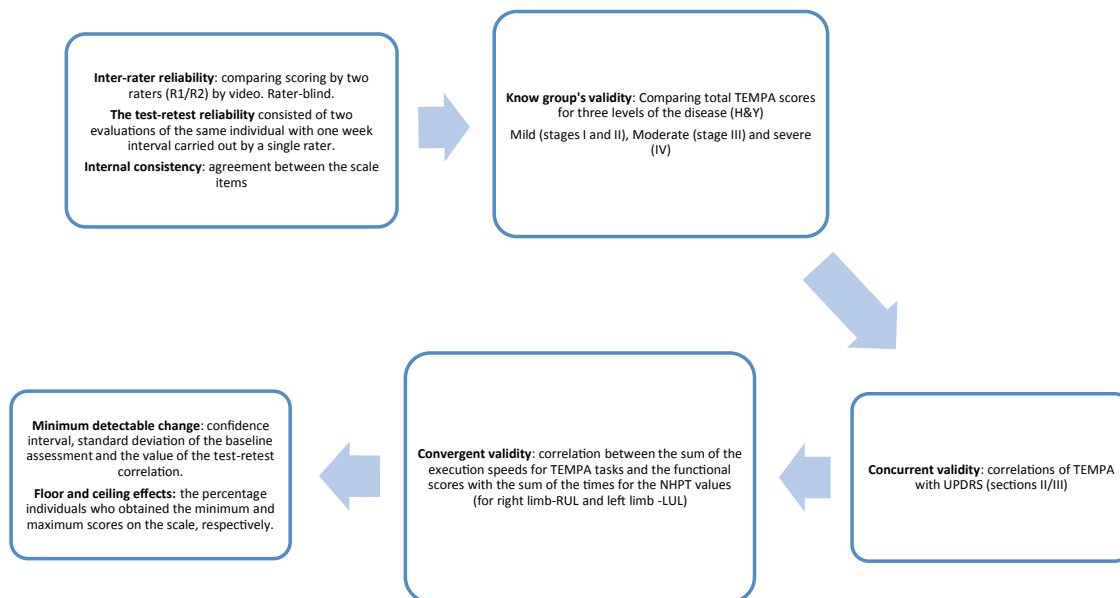 Inter-rater reliability: comparing scoring by two
raters (R1/R2) by video. Rater-blind.
The test-retest reliability consisted of two
evaluations of the same individual with one week
interval carried out by a single rater.
Internal consistency: agreement between the scale
items
Know group's validity: Comparing total TEMPA scores
for three levels of the disease (H&Y)
Mild (stages I and II), Moderate (stage III) and severe
(IV)
Concurrent validity: correlations of TEMPA
with UPDRS (sections II/III)
Convergent validity: correlation between the sum of the
execution speeds for TEMPA tasks and the functional
scores with the sum of the times for the NHPT values
(for right limb-RUL and left limb -LUL)
Minimum detectable change: confidence
interval, standard deviation of the baseline
assessment and the value of the test-retest
correlation.
Floor and ceiling effects: the percentage
individuals who obtained the minimum and
maximum scores on the scale, respectively.